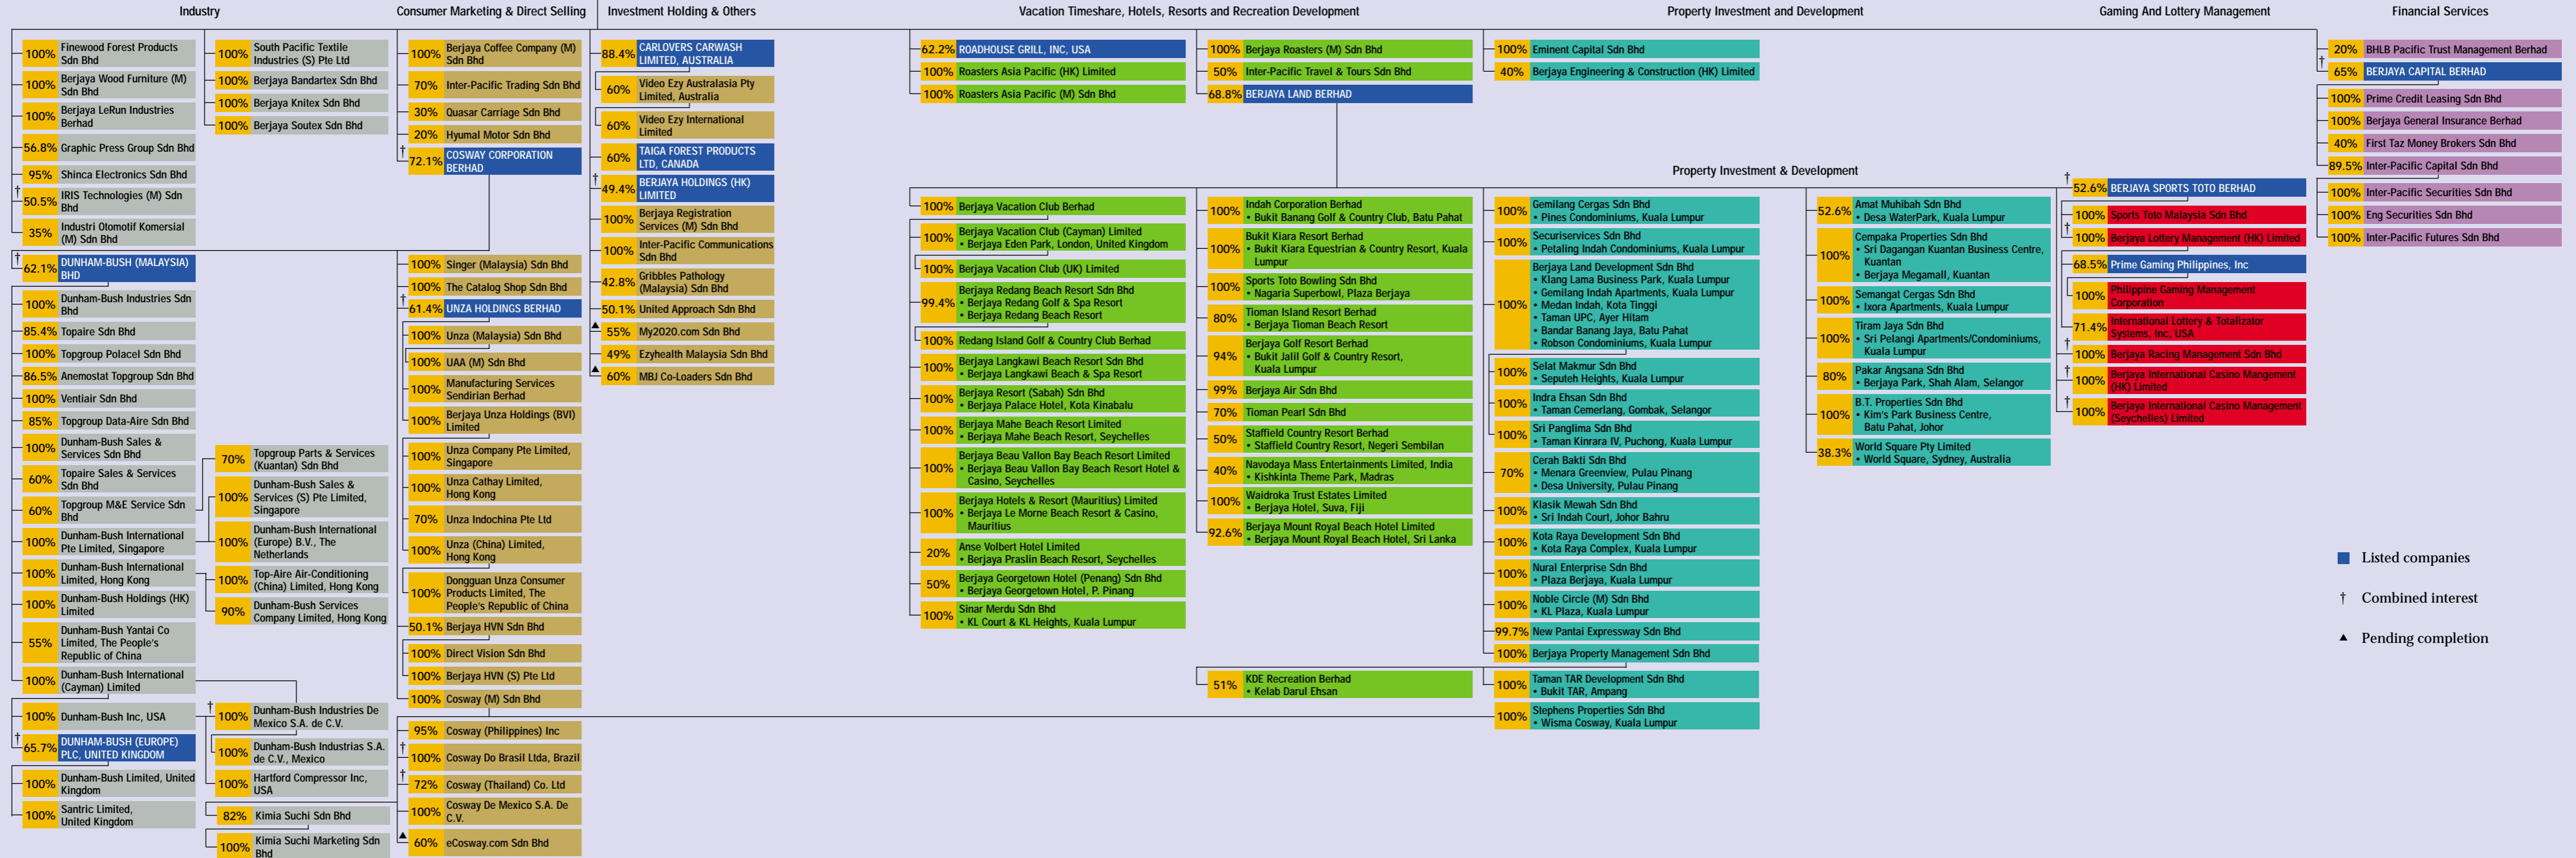 Industry
100% Finewood Forest Products
Sdn Bhd
100% Berjaya Wood Furniture (M)
Sdn Bhd
100% Berjaya LeRun Industries
Berhad
56.8% Graphic Press Group Sdn Bhd
95% Shinca Electronics Sdn Bhd
†
50.5% IRIS Technologies (M) Sdn
Bhd
35% Industri Otomotif Komersial
(M) Sdn Bhd
†
62.1% DUNHAM-BUSH (MALAYSIA)
BHD
100% Dunham-Bush Industries Sdn
Bhd
85.4% Topaire Sdn Bhd
100% Topgroup Polacel Sdn Bhd
86.5% Anemostat Topgroup Sdn Bhd
100% Ventiair Sdn Bhd
85% Topgroup Data-Aire Sdn Bhd
100% Dunham-Bush Sales &
Services Sdn Bhd
60% Topaire Sales & Services
Sdn Bhd
60% Topgroup M&E Service Sdn
Bhd
100% Dunham-Bush International
Pte Limited, Singapore
100% Dunham-Bush International
Limited, Hong Kong
100% Dunham-Bush Holdings (HK)
Limited
55% Dunham-Bush Yantai Co
Limited, The People's
Republic of China
100% Dunham-Bush International
(Cayman) Limited
100% Dunham-Bush Inc, USA
†
65.7% DUNHAM-BUSH (EUROPE)
PLC, UNITED KINGDOM
100% Dunham-Bush Limited, United
Kingdom
100% Santric Limited,
United Kingdom
100% South Pacific Textile
Industries (S) Pte Ltd
100% Berjaya Bandartex Sdn Bhd
100% Berjaya Knitex Sdn Bhd
100% Berjaya Soutex Sdn Bhd
70% Topgroup Parts & Services
(Kuantan) Sdn Bhd
100% Dunham-Bush Sales &
Services (S) Pte Limited,
Singapore
100% Dunham-Bush International
(Europe) B.V., The
Netherlands
100% Top-Aire Air-Conditioning
(China) Limited, Hong Kong
90% Dunham-Bush Services
Company Limited, Hong Kong
†
100% Dunham-Bush Industries De
Mexico S.A. de C.V.
100% Dunham-Bush Industrias S.A.
de C.V., Mexico
100% Hartford Compressor Inc,
USA
82% Kimia Suchi Sdn Bhd
100% Kimia Suchi Marketing Sdn
Bhd
Consumer Marketing & Direct Selling
100% Berjaya Coffee Company (M)
Sdn Bhd
70% Inter-Pacific Trading Sdn Bhd
30% Quasar Carriage Sdn Bhd
20% Hyumal Motor Sdn Bhd
†
72.1% COSWAY CORPORATION
BERHAD
100% Singer (Malaysia) Sdn Bhd
100% The Catalog Shop Sdn Bhd
†
61.4% UNZA HOLDINGS BERHAD
100% Unza (Malaysia) Sdn Bhd
100% UAA (M) Sdn Bhd
100% Manufacturing Services
Sendirian Berhad
100% Berjaya Unza Holdings (BVI)
Limited
100% Unza Company Pte Limited,
Singapore
100% Unza Cathay Limited,
Hong Kong
70% Unza Indochina Pte Ltd
100% Unza (China) Limited,
Hong Kong
100% Dongguan Unza Consumer
Products Limited, The
People's Republic of China
50.1% Berjaya HVN Sdn Bhd
100% Direct Vision Sdn Bhd
100% Berjaya HVN (S) Pte Ltd
100% Cosway (M) Sdn Bhd
95% Cosway (Philippines) Inc
†
100% Cosway Do Brasil Ltda, Brazil
†
72% Cosway (Thailand) Co. Ltd
100% Cosway De Mexico S.A. De
C.V.
▲
60% eCosway.com Sdn Bhd
Investment Holding & Others
88.4% CARLOVERS CARWASH
LIMITED, AUSTRALIA
60% Video Ezy Australasia Pty
Limited, Australia
60% Video Ezy International
Limited
60% TAIGA FOREST PRODUCTS
LTD, CANADA
†
49.4% BERJAYA HOLDINGS (HK)
LIMITED
100% Berjaya Registration
Services (M) Sdn Bhd
100% Inter-Pacific Communications
Sdn Bhd
42.8% Gribbles Pathology
(Malaysia) Sdn Bhd
50.1% United Approach Sdn Bhd
▲
55% My2020.com Sdn Bhd
49% Ezyhealth Malaysia Sdn Bhd
▲
60% MBJ Co-Loaders Sdn Bhd
Vacation Timeshare, Hotels, Resorts and Recreation Development
62.2% ROADHOUSE GRILL, INC, USA
100% Roasters Asia Pacific (HK) Limited
100% Roasters Asia Pacific (M) Sdn Bhd
100% Berjaya Roasters (M) Sdn Bhd
50% Inter-Pacific Travel & Tours Sdn Bhd
68.8% BERJAYA LAND BERHAD
100% Berjaya Vacation Club Berhad
100% Berjaya Vacation Club (Cayman) Limited
• Berjaya Eden Park, London, United Kingdom
100% Berjaya Vacation Club (UK) Limited
99.4% Berjaya Redang Beach Resort Sdn Bhd
• Berjaya Redang Golf & Spa Resort
• Berjaya Redang Beach Resort
100% Redang Island Golf & Country Club Berhad
100% Berjaya Langkawi Beach Resort Sdn Bhd
• Berjaya Langkawi Beach & Spa Resort
100% Berjaya Resort (Sabah) Sdn Bhd
• Berjaya Palace Hotel, Kota Kinabalu
100% Berjaya Mahe Beach Resort Limited
• Berjaya Mahe Beach Resort, Seychelles
100% Berjaya Beau Vallon Bay Beach Resort Limited
• Berjaya Beau Vallon Bay Beach Resort Hotel &
Casino, Seychelles
100% Berjaya Hotels & Resort (Mauritius) Limited
• Berjaya Le Morne Beach Resort & Casino,
Mauritius
20% Anse Volbert Hotel Limited
• Berjaya Praslin Beach Resort, Seychelles
50% Berjaya Georgetown Hotel (Penang) Sdn Bhd
• Berjaya Georgetown Hotel, P. Pinang
100% Sinar Merdu Sdn Bhd
• KL Court & KL Heights, Kuala Lumpur
100% Indah Corporation Berhad
• Bukit Banang Golf & Country Club, Batu Pahat
100% Bukit Kiara Resort Berhad
• Bukit Kiara Equestrian & Country Resort, Kuala
Lumpur
100% Sports Toto Bowling Sdn Bhd
• Nagaria Superbowl, Plaza Berjaya
80% Tioman Island Resort Berhad
• Berjaya Tioman Beach Resort
94% Berjaya Golf Resort Berhad
• Bukit Jalil Golf & Country Resort,
Kuala Lumpur
99% Berjaya Air Sdn Bhd
70% Tioman Pearl Sdn Bhd
50% Staffield Country Resort Berhad
• Staffield Country Resort, Negeri Sembilan
40% Navodaya Mass Entertainments Limited, India
• Kishkinta Theme Park, Madras
100% Waidroka Trust Estates Limited
• Berjaya Hotel, Suva, Fiji
92.6% Berjaya Mount Royal Beach Hotel Limited
• Berjaya Mount Royal Beach Hotel, Sri Lanka
51% KDE Recreation Berhad
• Kelab Darul Ehsan
Property Investment and Development
100% Eminent Capital Sdn Bhd
40% Berjaya Engineering & Construction (HK) Limited
Property Investment & Development
100% Gemilang Cergas Sdn Bhd
• Pines Condominiums, Kuala Lumpur
100% Securiservices Sdn Bhd
• Petaling Indah Condominiums, Kuala Lumpur
100% Berjaya Land Development Sdn Bhd
• Klang Lama Business Park, Kuala Lumpur
• Gemilang Indah Apartments, Kuala Lumpur
• Medan Indah, Kota Tinggi
• Taman UPC, Ayer Hitam
• Bandar Banang Jaya, Batu Pahat
• Robson Condominiums, Kuala Lumpur
100% Selat Makmur Sdn Bhd
• Seputeh Heights, Kuala Lumpur
100% Indra Ehsan Sdn Bhd
• Taman Cemerlang, Gombak, Selangor
100% Sri Panglima Sdn Bhd
• Taman Kinrara IV, Puchong, Kuala Lumpur
70% Cerah Bakti Sdn Bhd
• Menara Greenview, Pulau Pinang
• Desa University, Pulau Pinang
100% Klasik Mewah Sdn Bhd
• Sri Indah Court, Johor Bahru
100% Kota Raya Development Sdn Bhd
• Kota Raya Complex, Kuala Lumpur
100% Nural Enterprise Sdn Bhd
• Plaza Berjaya, Kuala Lumpur
100% Noble Circle (M) Sdn Bhd
• KL Plaza, Kuala Lumpur
99.7% New Pantai Expressway Sdn Bhd
100% Berjaya Property Management Sdn Bhd
100% Taman TAR Development Sdn Bhd
• Bukit TAR, Ampang
100% Stephens Properties Sdn Bhd
• Wisma Cosway, Kuala Lumpur
52.6% Amat Muhibah Sdn Bhd
• Desa WaterPark, Kuala Lumpur
100% Cempaka Properties Sdn Bhd
• Sri Dagangan Kuantan Business Centre,
Kuantan
• Berjaya Megamall, Kuantan
100% Semangat Cergas Sdn Bhd
• Ixora Apartments, Kuala Lumpur
100% Tiram Jaya Sdn Bhd
• Sri Pelangi Apartments/Condominiums,
Kuala Lumpur
80% Pakar Angsana Sdn Bhd
• Berjaya Park, Shah Alam, Selangor
100% B.T. Properties Sdn Bhd
• Kim's Park Business Centre,
Batu Pahat, Johor
38.3% World Square Pty Limited
• World Square, Sydney, Australia
Gaming And Lottery Management
†
52.6% BERJAYA SPORTS TOTO BERHAD
100% Sports Toto Malaysia Sdn Bhd
†
100% Berjaya Lottery Management (HK) Limited
68.5% Prime Gaming Philippines, Inc
100% Philippine Gaming Management
Corporation
71.4% International Lottery & Totalizator
Systems, Inc, USA
†
100% Berjaya Racing Management Sdn Bhd
†
100% Berjaya International Casino Mangement
(HK) Limited
†
100% Berjaya International Casino Management
(Seychelles) Limited
Financial Services
20% BHLB Pacific Trust Management Berhad
†
65% BERJAYA CAPITAL BERHAD
100% Prime Credit Leasing Sdn Bhd
100% Berjaya General Insurance Berhad
40% First Taz Money Brokers Sdn Bhd
89.5% Inter-Pacific Capital Sdn Bhd
100% Inter-Pacific Securities Sdn Bhd
100% Eng Securities Sdn Bhd
100% Inter-Pacific Futures Sdn Bhd
Listed companies
† Combined interest
▲ Pending completion